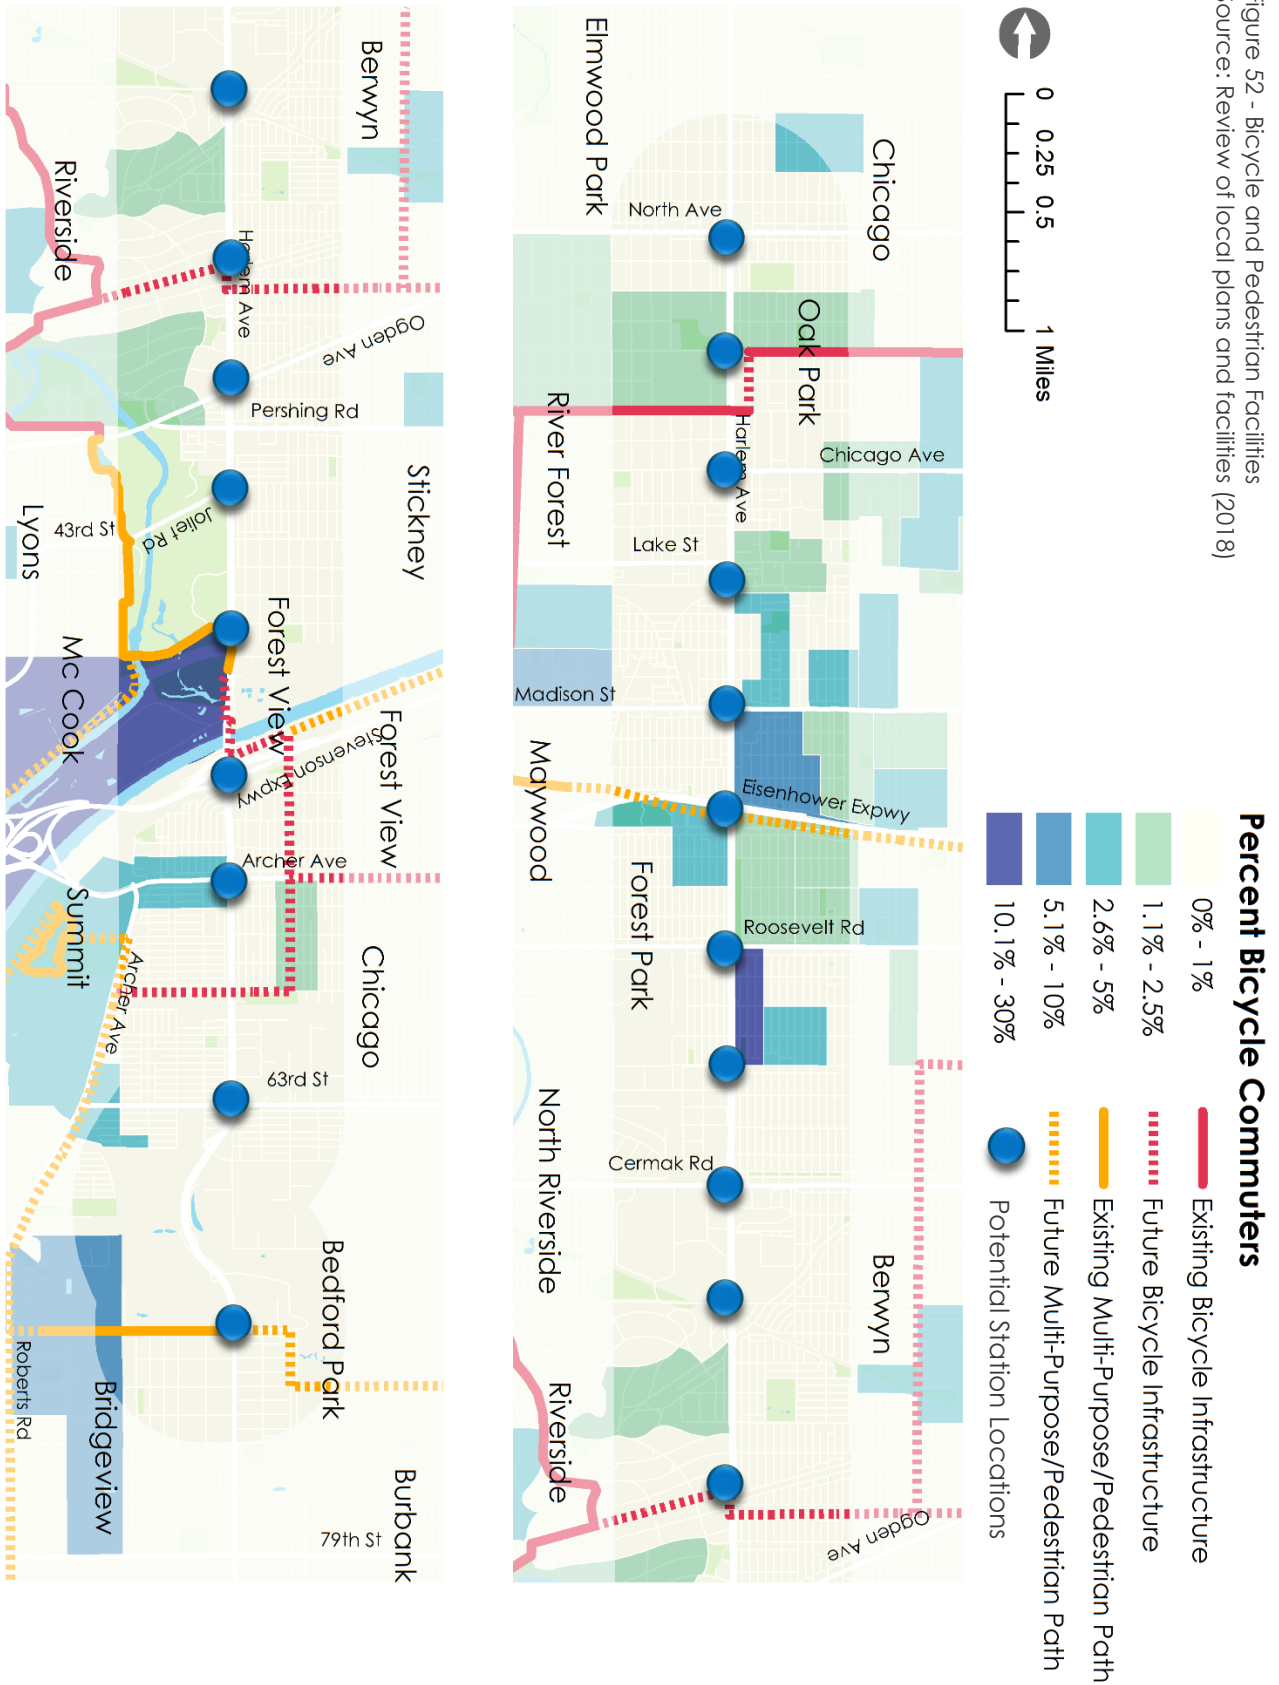 Figure 52 - Bicycle and Pedestrian Facilities
Source: Review of local plans and facilities (2018)
Percent Bicycle Commuters
0% - 1%
1.1% - 2.5%
2.6% - 5%
5.1% - 10%
10.1% - 30%
Existing Bicycle Infrastructure
Future Bicycle Infrastructure
Existing Multi-Purpose/Pedestrian Path
Future Multi-Purpose/Pedestrian Path
Potential Station Locations
0 0.25 0.5 1 Miles
Chicago
Elmwood Park
North Ave
Oak Park
River Forest
Harlem Ave
Chicago Ave
Lake St
Madison St
Maywood
Eisenhower Expwy
Forest Park
Roosevelt Rd
North Riverside
Cermak Rd
Berwyn
Riverside
Ogden Ave
Berwyn
Riverside
Harlem Ave
Ogden Ave
Pershing Rd
Stickney
Lyons
43rd St
Joliet Rd
Forest View
Mc Cook
Forest View
Stevenson Expwy
Archer Ave
Summit
Archer Ave
Chicago
63rd St
Bedford Park
Roberts Rd
Bridgeview
Burbank
79th St